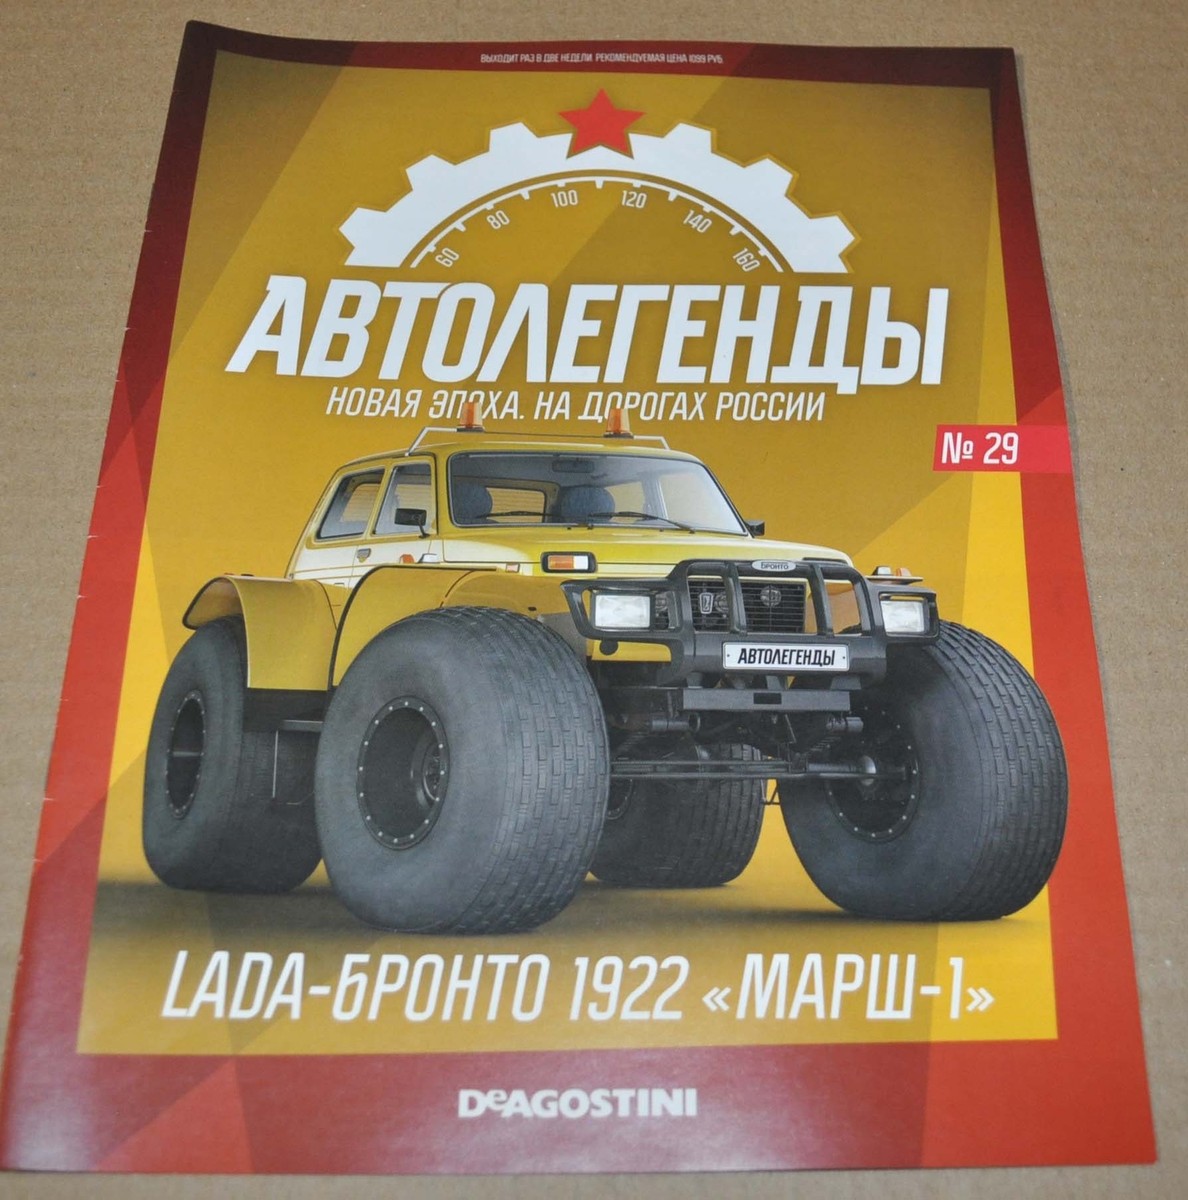 ВЫХОДИТ РАЗ В ДВЕ НЕДЕЛИ. РЕКОМЕНДУЕМАЯ ЦЕНА 1099 РУБ.
60 80 100 120 140 160
АВТОЛЕГЕНДЫ
НОВАЯ ЭПОХА. НА ДОРОГАХ РОССИИ
№ 29
БРОНТО
АВТОЛЕГЕНДЫ
LADA-БРОНТО 1922 «МАРШ-1»
DeAGOSTINI